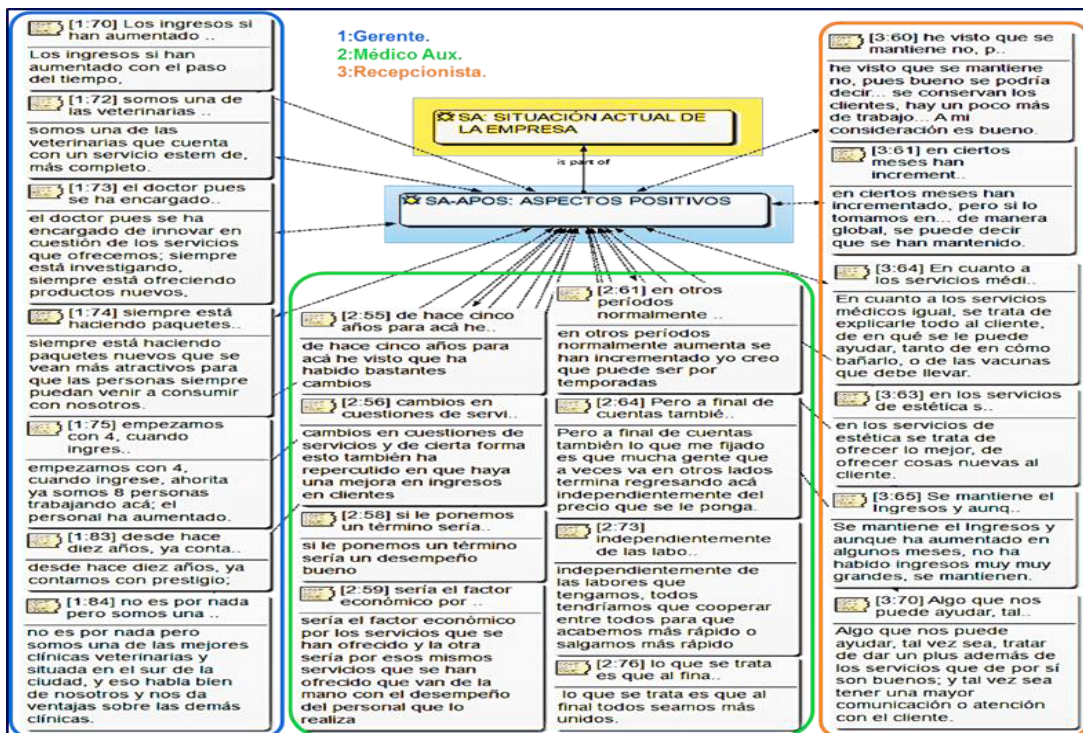 [1:70] Los ingresos si
han aumentado ..
Los ingresos si han
aumentado con el paso
del tiempo,
[1:72] somos una de
las veterinarias ..
somos una de las
veterinarias que cuenta
con un servicio estem de,
más completo.
[1:73] el doctor pues
se ha encargado..
el doctor pues se ha
encargado de innovar en
cuestión de los servicios
que ofrecemos; siempre
está investigando,
siempre está ofreciendo
productos nuevos,
[1:74] siempre está
haciendo paquetes..
siempre está haciendo
paquetes nuevos que se
vean más atractivos para
que las personas siempre
puedan venir a consumir
con nosotros.
[1:75] empezamos
con 4, cuando
ingres..
empezamos con 4,
cuando ingrese, ahorita
ya somos 8 personas
trabajando acá; el
personal ha aumentado.
[1:83] desde hace
diez años, ya conta..
desde hace diez años, ya
contamos con prestigio;
[1:84] no es por nada
pero somos una ..
no es por nada pero
somos una de las mejores
clínicas veterinarias y
situada en el sur de la
ciudad, y eso habla bien
de nosotros y nos da
ventajas sobre las demás
clínicas.
1:Gerente.
2:Médico Aux.
3:Recepcionista.
SA: SITUACIÓN ACTUAL DE
LA EMPRESA
is part of
SA-APOS: ASPECTOS POSITIVOS
[2:55] de hace cinco
años para acá he..
de hace cinco años para
acá he visto que ha
habido bastantes
cambios
[2:56] cambios en
cuestiones de servi..
cambios en cuestiones de
servicios y de cierta forma
esto también ha
repercutido en que haya
una mejora en ingresos
en clientes
[2:58] si le ponemos
un término sería..
si le ponemos un término
sería un desempeño
bueno
[2:59] sería el factor
económico por ..
sería el factor económico
por los servicios que se
han ofrecido y la otra
sería por esos mismos
servicios que se han
ofrecido que van de la
mano con el desempeño
del personal que lo
realiza
[2:61] en otros
períodos
normalmente ..
en otros períodos
normalmente aumenta se
han incrementado yo creo
que puede ser por
temporadas
[2:64] Pero a final de
cuentas tambié..
Pero a final de cuentas
también lo que me fijado
es que mucha gente que
a veces va en otros lados
termina regresando acá
independientemente del
precio que se le ponga.
[2:73]
independientemente
de las labo..
independientemente de
las labores que
tengamos, todos
tendríamos que cooperar
entre todos para que
acabemos más rápido o
salgamos más rápido
[2:76] lo que se trata
es que al fina..
lo que se trata es que al
final todos seamos más
unidos.
[3:60] he visto que se
mantiene no, p..
he visto que se mantiene
no, pues bueno se podría
decir... se conservan los
clientes, hay un poco más
de trabajo... A mi
consideración es bueno.
[3:61] en ciertos
meses han
increment..
en ciertos meses han
incrementado, pero si lo
tomamos en... de manera
global, se puede decir
que se han mantenido.
[3:64] En cuanto a
los servicios médi..
En cuanto a los servicios
médicos igual, se trata de
explicarle todo al cliente,
de en qué se le puede
ayudar, tanto de en cómo
bañarlo, o de las vacunas
que debe llevar.
[3:63] en los servicios
de estética s..
en los servicios de
estética se trata de
ofrecer lo mejor, de
ofrecer cosas nuevas al
cliente.
[3:65] Se mantiene el
Ingresos y aunq..
Se mantiene el Ingresos y
aunque ha aumentado en
algunos meses, no ha
habido ingresos muy muy
grandes, se mantienen.
[3:70] Algo que nos
puede ayudar, tal..
Algo que nos puede
ayudar, tal vez sea, tratar
de dar un plus además de
los servicios que de por sí
son buenos; y tal vez sea
tener una mayor
comunicación o atención
con el cliente.